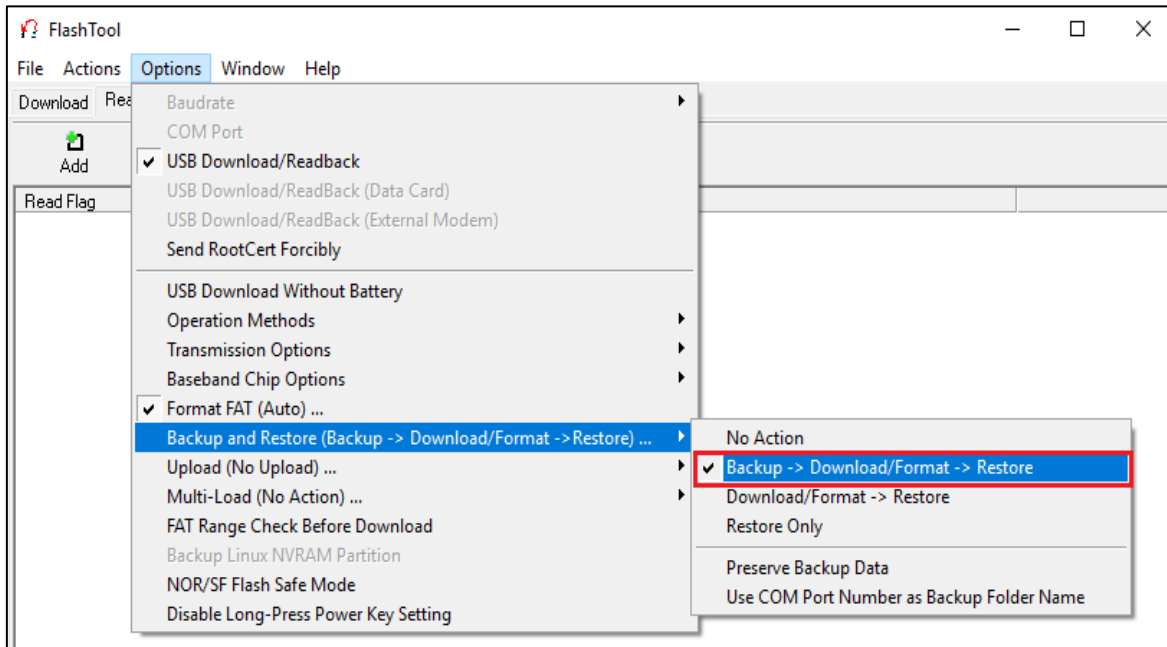 FlashTool
File Actions Options Window Help
Download Rea
Add
Read Flag
Baudrate
COM Port
USB Download/Readback
USB Download/ReadBack (Data Card)
USB Download/ReadBack (External Modem)
Send RootCert Forcibly
USB Download Without Battery
Operation Methods
Transmission Options
Baseband Chip Options
Format FAT (Auto) ...
Backup and Restore (Backup -> Download/Format ->Restore) ...
Upload (No Upload) ...
Multi-Load (No Action) ...
FAT Range Check Before Download
Backup Linux NVRAM Partition
NOR/SF Flash Safe Mode
Disable Long-Press Power Key Setting
No Action
Backup -> Download/Format -> Restore
Download/Format -> Restore
Restore Only
Preserve Backup Data
Use COM Port Number as Backup Folder Name